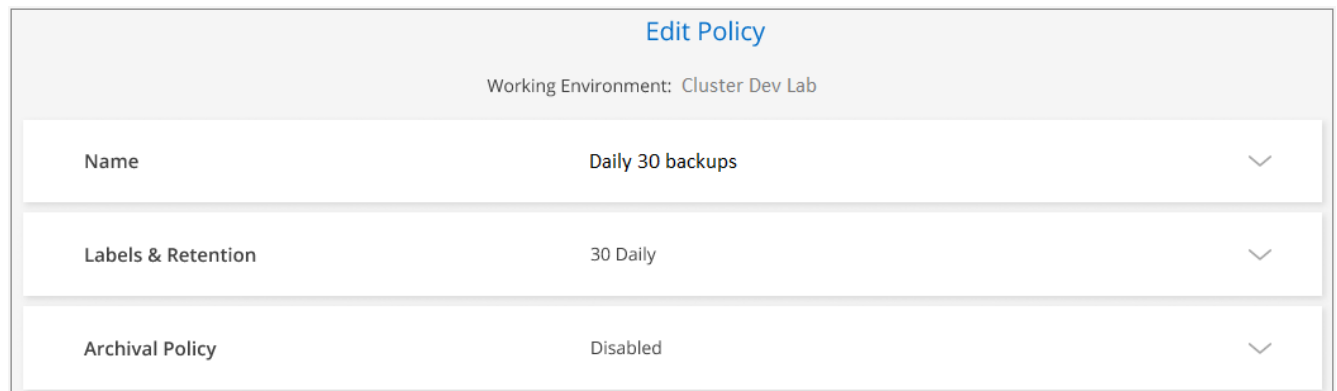 Edit Policy
Working Environment: Cluster Dev Lab
Name Daily 30 backups
Labels & Retention 30 Daily
Archival Policy Disabled